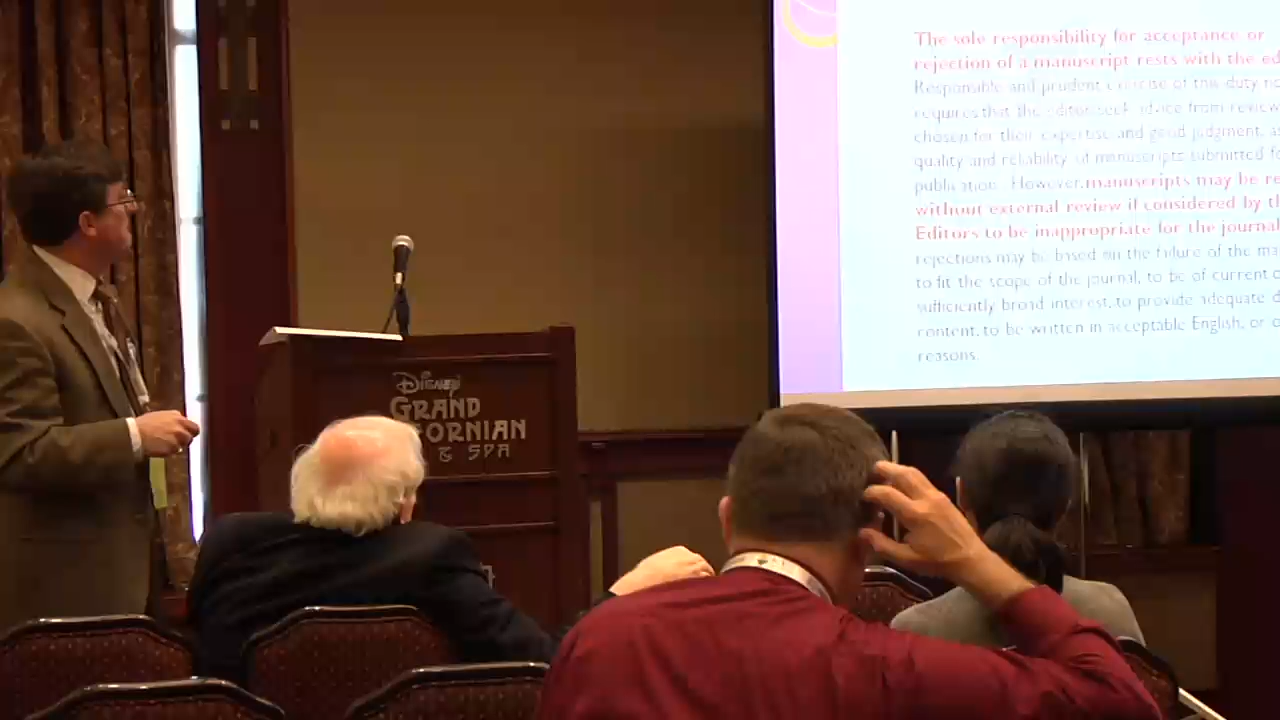 The sole responsibility for acceptance or
rejection of a manuscript rests with the ed
Responsible and prudent exercise of this duty
requires that the editor seek advice from review
chosen for their expertise and good judgment, as
quality and reliability of manuscripts submitted fo
publication. However, manuscripts may be re
without external review if considered by th
Editors to be inappropriate for the journal
rejections may be based on the failure of the ma
to fit the scope of the journal, to be of current o
sufficiently broad interest, to provide adequate d
content, to be written in acceptable English, or o
reasons.
Disney
GRAND
ORNIAN
& SPA